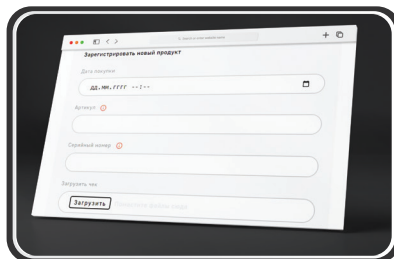 Зарегистрировать новый продукт
Дата покупки
ДД.ММ.ГГГГ --:--
Артикул
Серийный номер
Загрузить чек
Загрузить